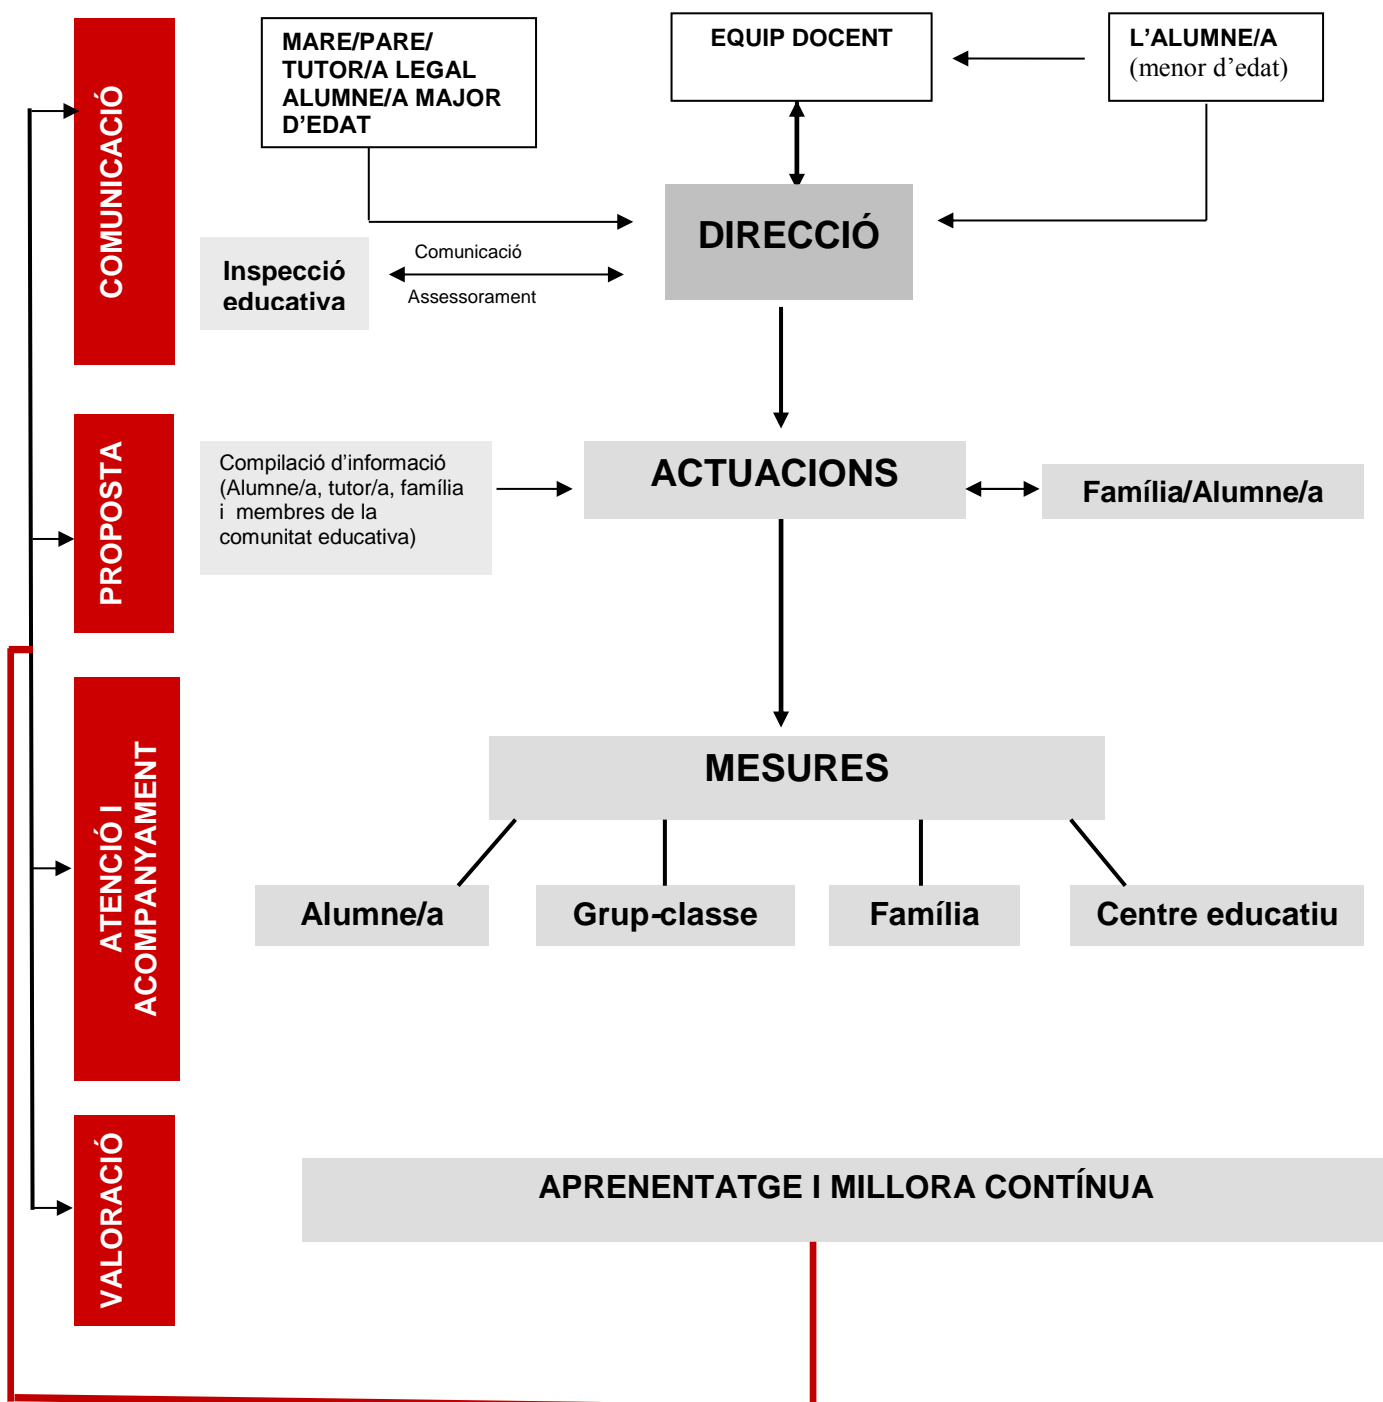 COMUNICACIÓ
MARE/PARE/
TUTOR/A LEGAL
ALUMNE/A MAJOR
D’EDAT
EQUIP DOCENT
L’ALUMNE/A
(menor d’edat)
DIRECCIÓ
Inspecció
educativa
Comunicació
Assessorament
PROPOSTA
Compilació d’informació
(Alumne/a, tutor/a, família
i membres de la
comunitat educativa)
ACTUACIONS
Família/Alumne/a
ATENCIÓ I
ACOMPANYAMENT
MESURES
Alumne/a
Grup-classe
Família
Centre educatiu
VALORACIÓ
APRENENTATGE I MILLORA CONTÍNUA